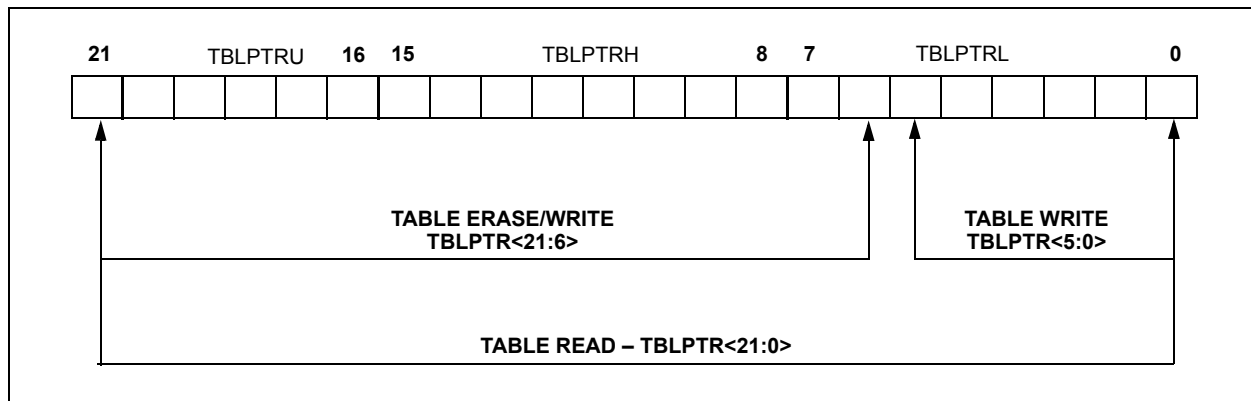 21 TBLPTRU 16 15 TBLPTRH 8 7 TBLPTRL 0
TABLE ERASE/WRITE
TBLPTR<21:6>
TABLE WRITE
TBLPTR<5:0>
TABLE READ – TBLPTR<21:0>